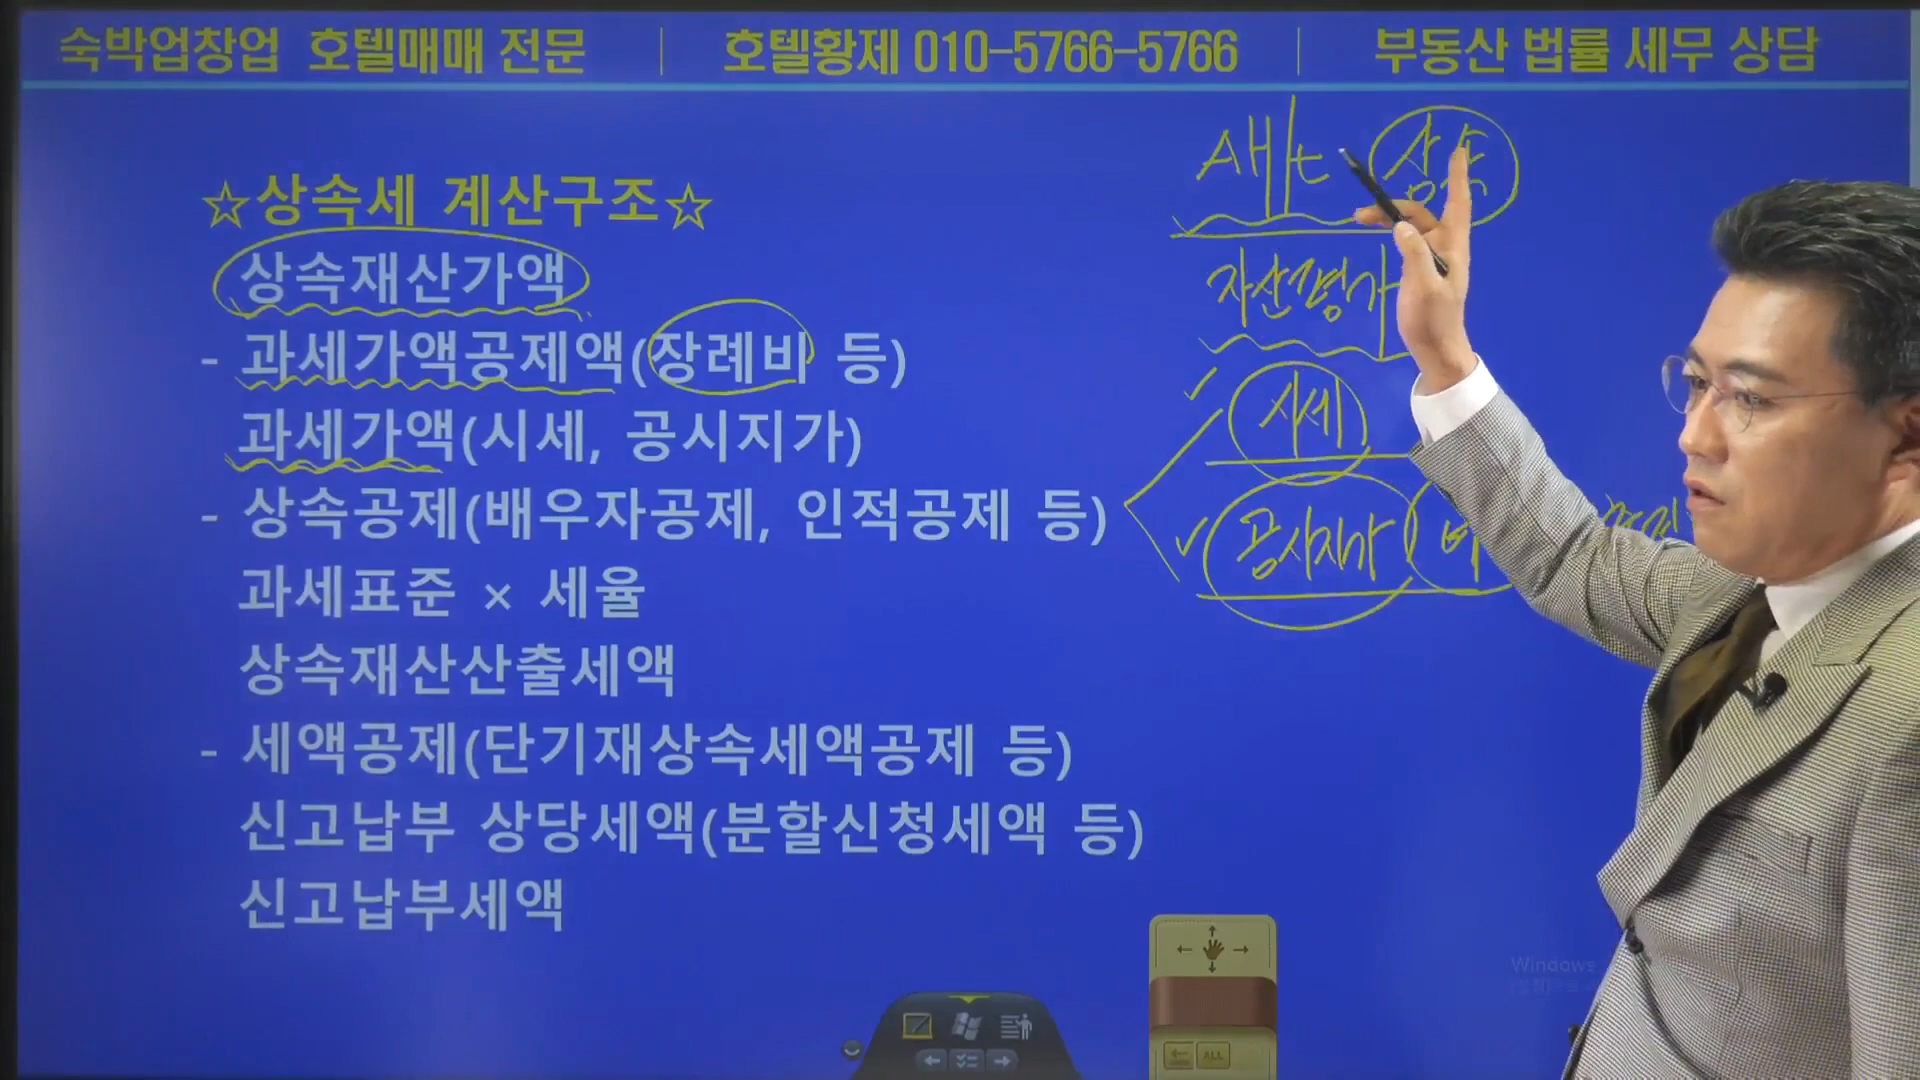 숙박업창업 호텔매매 전문 | 호텔황제 010-5766-5766 | 부동산 법률 세무 상담
☆상속세 계산구조☆
상속재산가액
- 과세가액공제액(장례비 등)
과세가액(시세, 공시지가)
- 상속공제(배우자공제, 인적공제 등)
과세표준 × 세율
상속재산산출세액
- 세액공제(단기재상속세액공제 등)
신고납부 상당세액(분할신청세액 등)
신고납부세액
자산평가
시세
공시지가
Windows
ALL